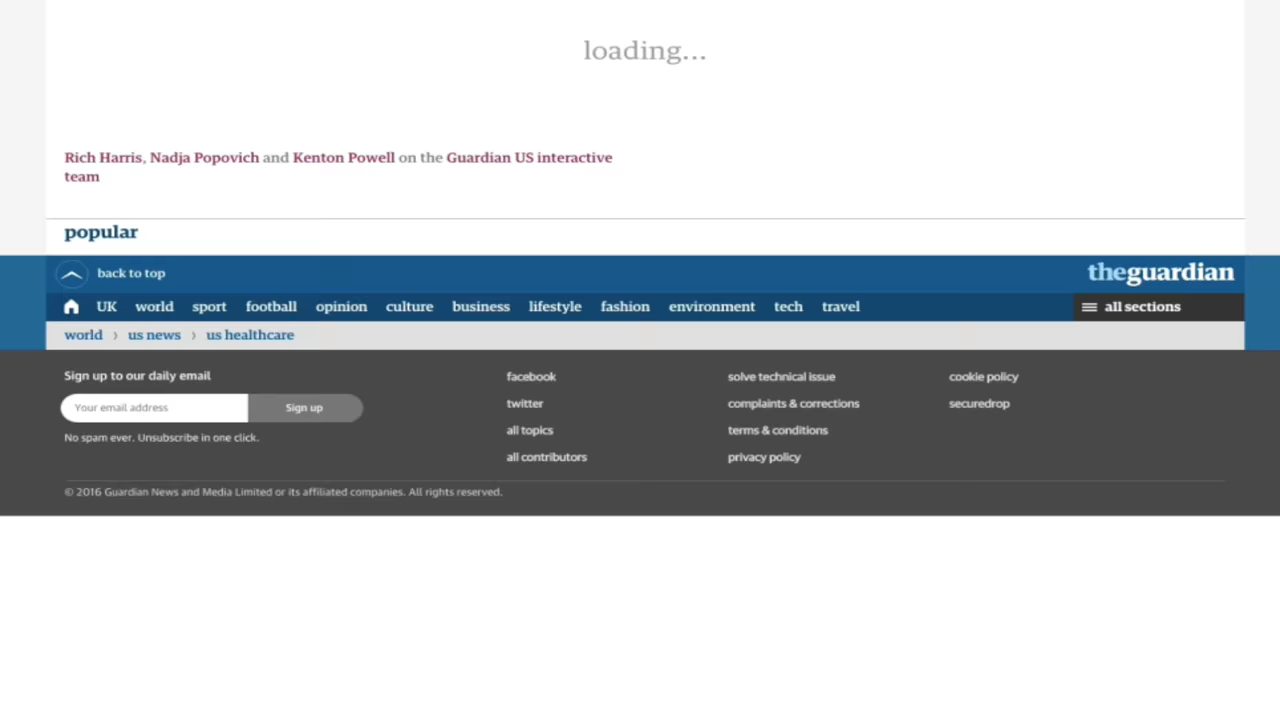 loading...
Rich Harris, Nadja Popovich and Kenton Powell on the Guardian US interactive
team
popular
back to top
theguardian
UK world sport football opinion culture business lifestyle fashion environment tech travel
all sections
world › us news › us healthcare
Sign up to our daily email
Your email address
Sign up
No spam ever. Unsubscribe in one click.
facebook
twitter
all topics
all contributors
solve technical issue
complaints & corrections
terms & conditions
privacy policy
cookie policy
securedrop
© 2016 Guardian News and Media Limited or its affiliated companies. All rights reserved.